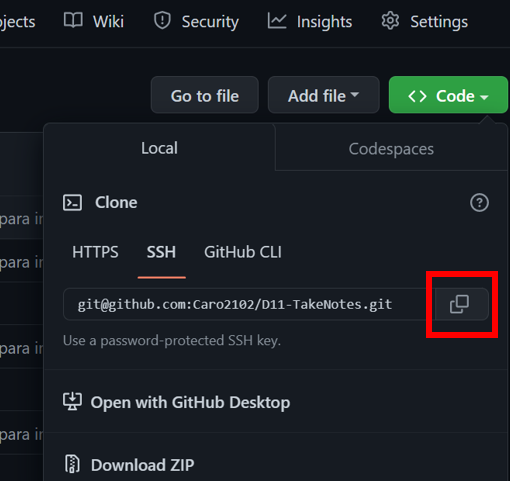 ojects Wiki Security Insights Settings
Go to file Add file <> Code
Local Codespaces
Clone
para in
HTTPS SSH GitHub CLI
para in
git@github.com:Caro2102/D11-TakeNotes.git
Use a password-protected SSH key.
para in
Open with GitHub Desktop
para in
Download ZIP